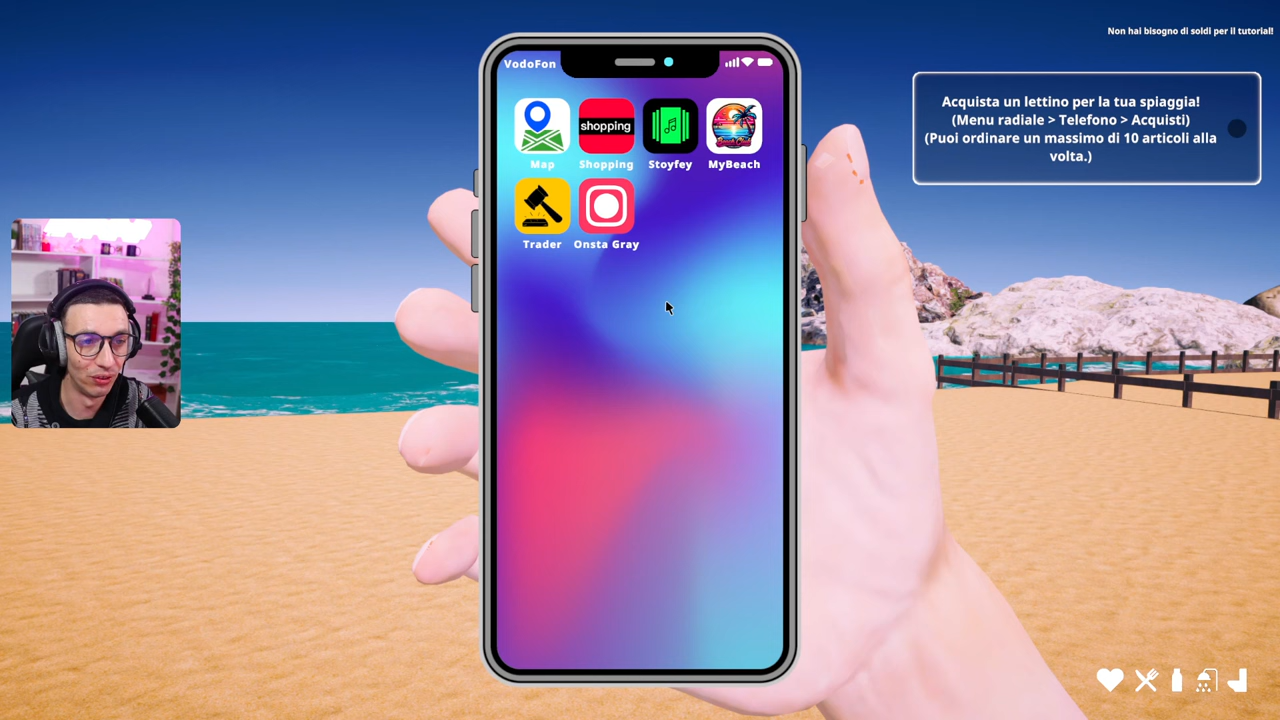 Non hai bisogno di soldi per il tutorial!
VodoFon
Acquista un lettino per la tua spiaggia!
(Menu radiale > Telefono > Acquisti)
(Puoi ordinare un massimo di 10 articoli alla
volta.)
shopping
Map
Shopping
Stoyfey
MyBeach
Trader
Onsta Gray